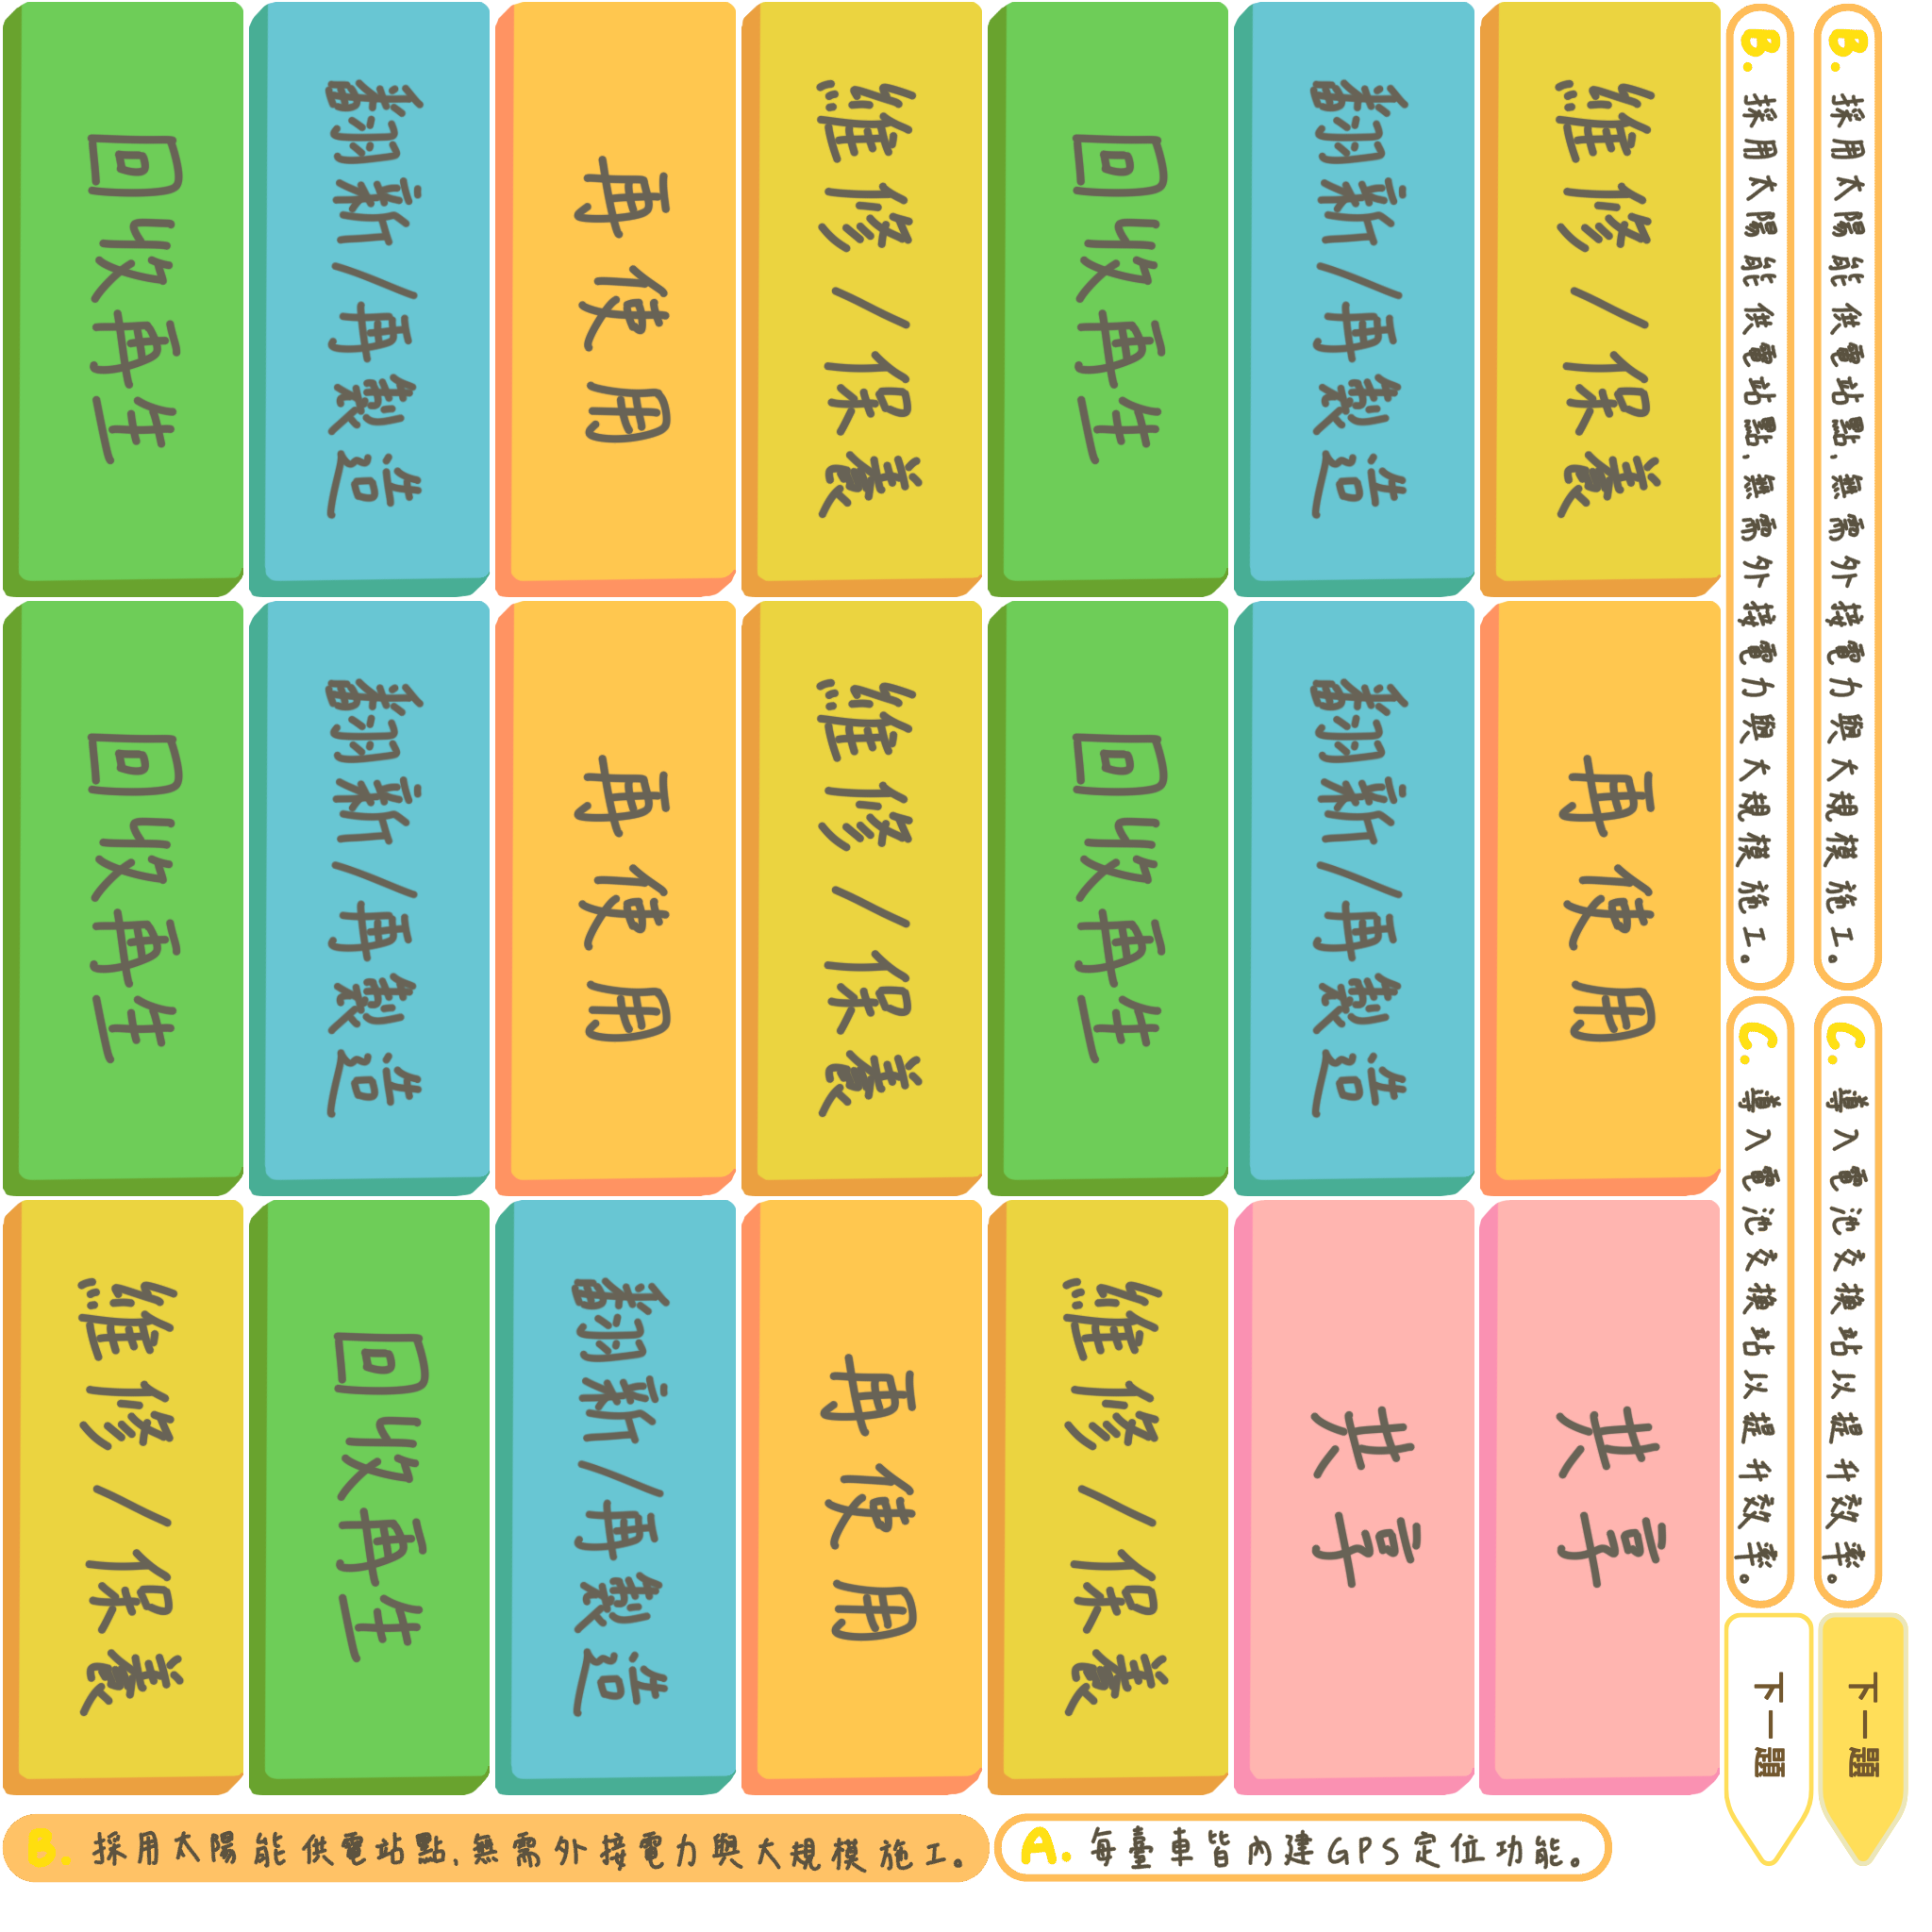 回收再生
翻新/再製造
再使用
維修/保養
回收再生
翻新/再製造
維修/保養
回收再生
翻新/再製造
再使用
維修/保養
回收再生
翻新/再製造
再使用
維修/保養
回收再生
翻新/再製造
再使用
維修/保養
共享
共享
B. 採用太陽能供電站點,無需外接電力與大規模施工。
B. 採用太陽能供電站點,無需外接電力與大規模施工。
C. 導入電池交換站以提升效率。
C. 導入電池交換站以提升效率。
下一題
下一題
B. 採用太陽能供電站點,無需外接電力與大規模施工。
A. 每臺車皆內建GPS定位功能。